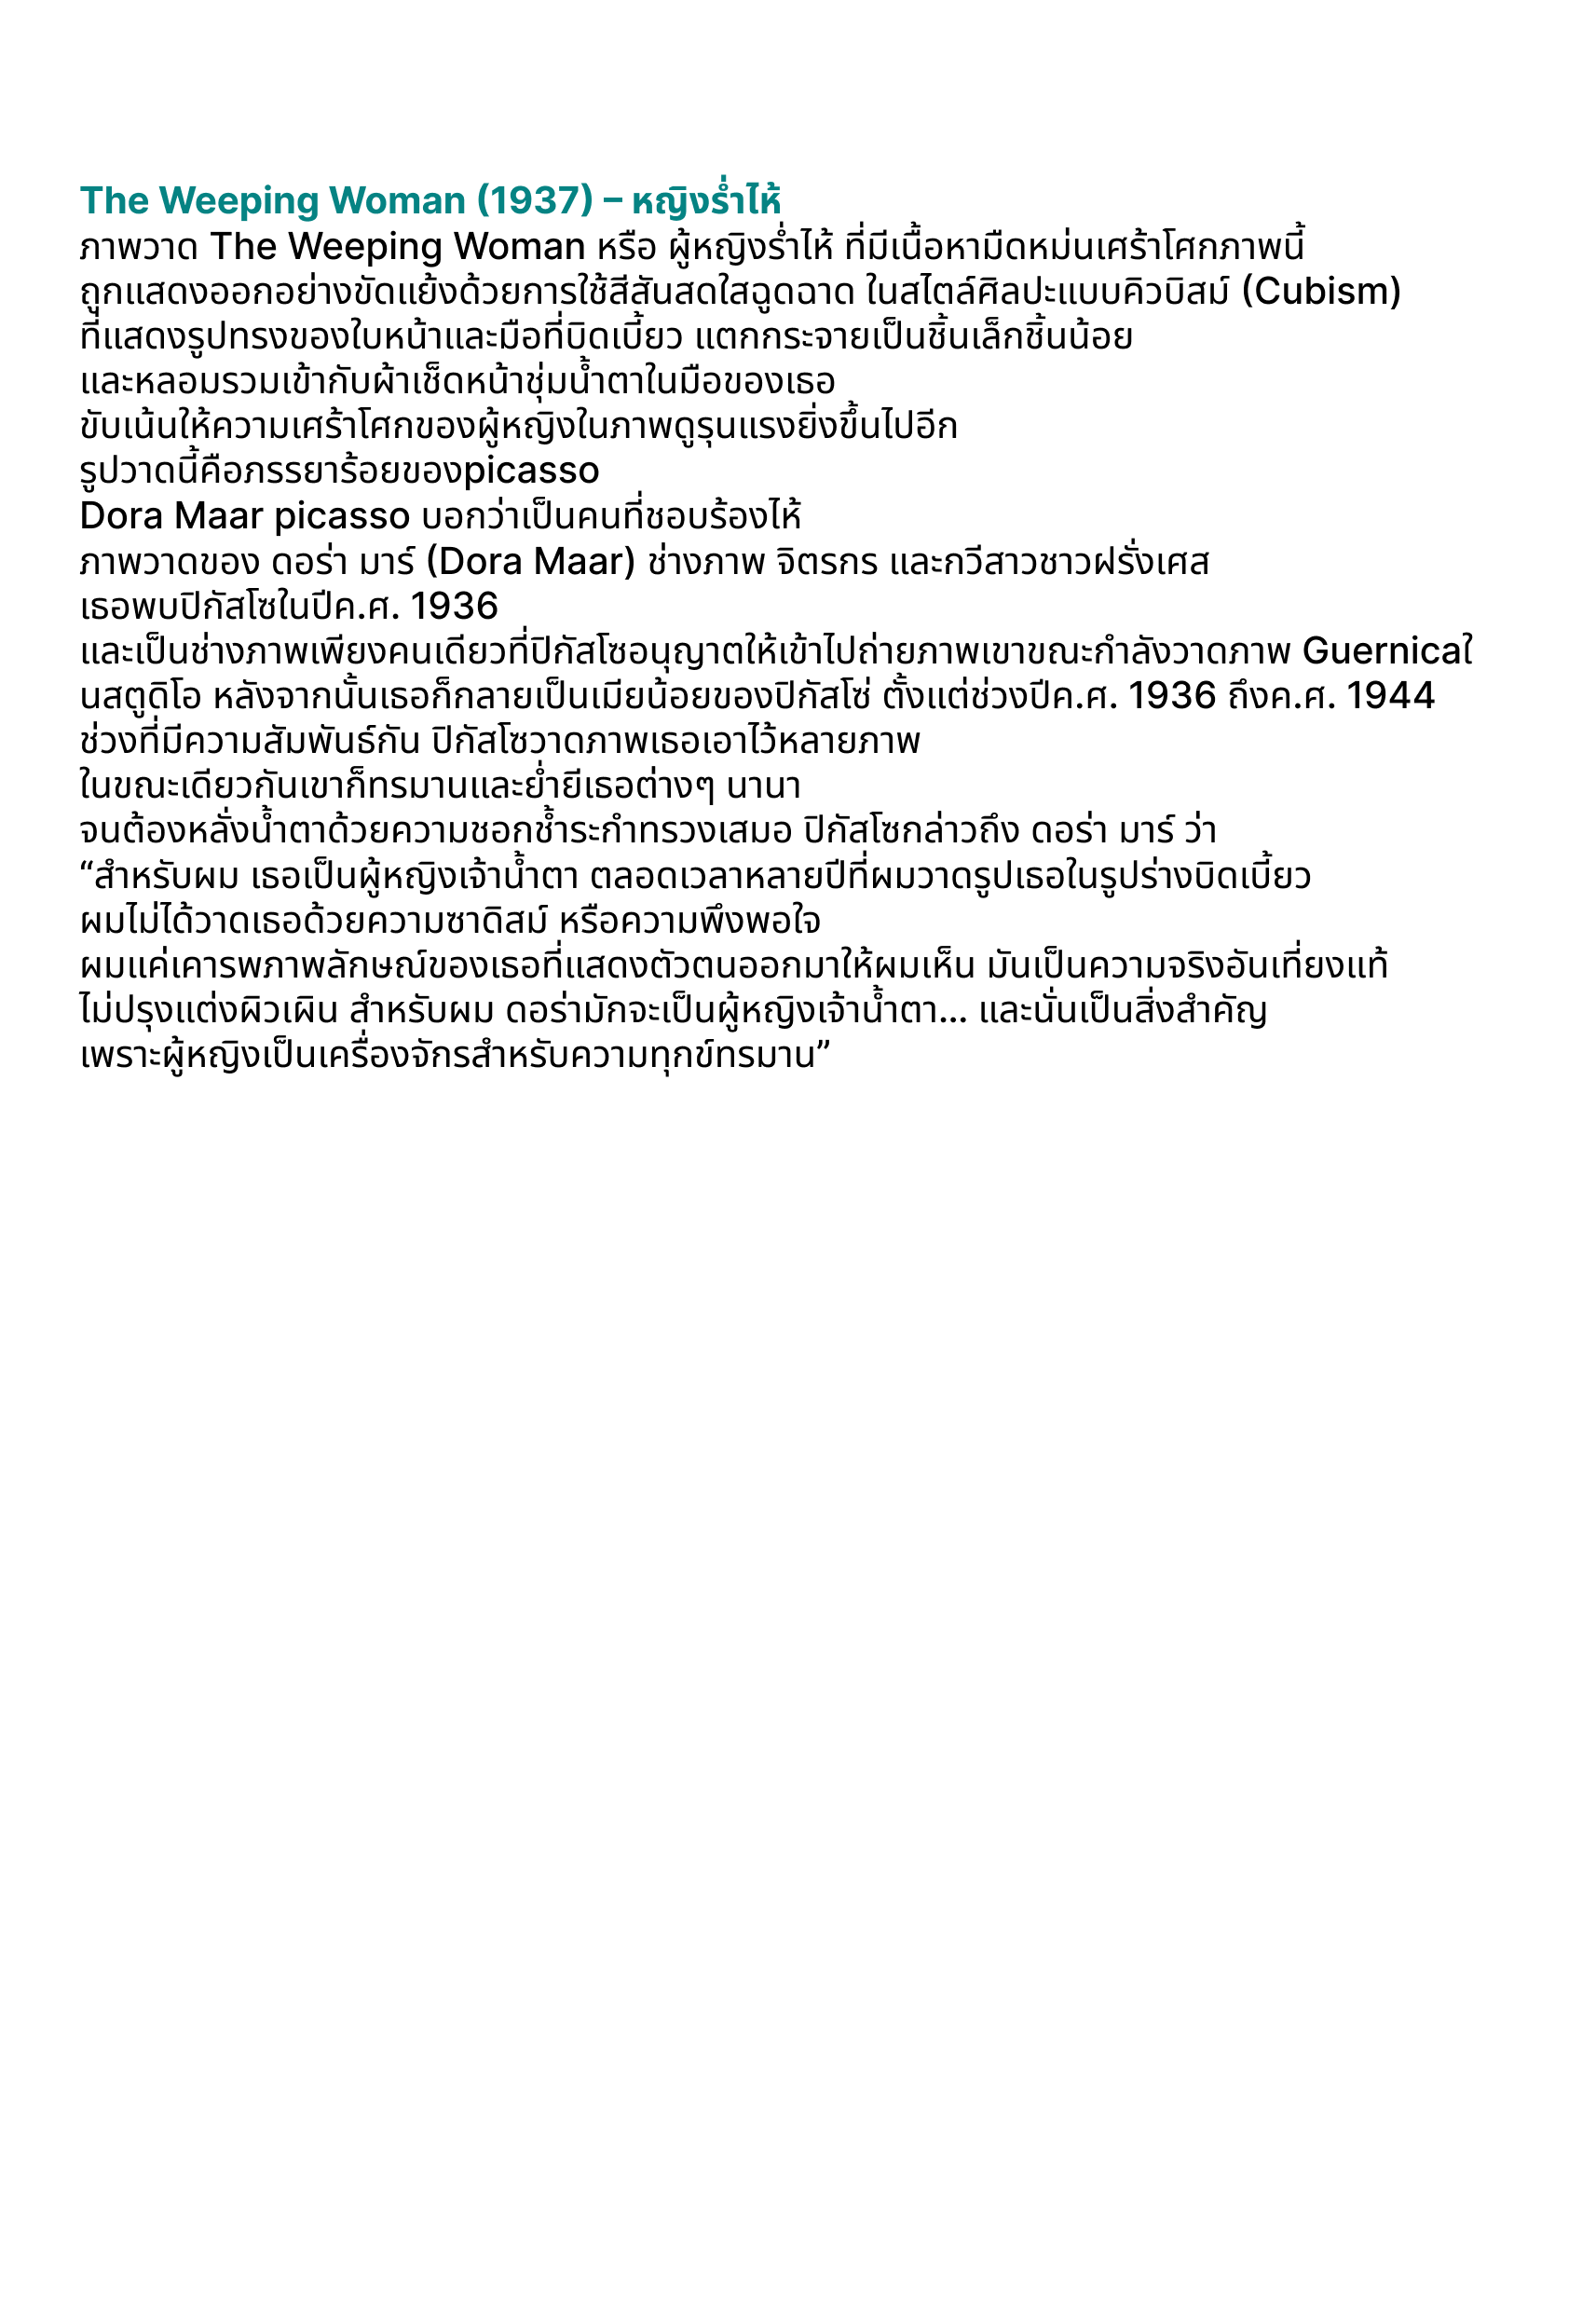 The Weeping Woman (1937) – หญิงร่ำไห้
ภาพวาด The Weeping Woman หรือ ผู้หญิงร่ำไห้ ที่มีเนื้อหามืดหม่นเศร้าโศกภาพนี้
ถูกแสดงออกอย่างขัดแย้งด้วยการใช้สีสันสดใสฉูดฉาด ในสไตล์ศิลปะแบบคิวบิสม์ (Cubism)
ที่แสดงรูปทรงของใบหน้าและมือที่บิดเบี้ยว แตกกระจายเป็นชิ้นเล็กชิ้นน้อย
และหลอมรวมเข้ากับผ้าเช็ดหน้าชุ่มน้ำตาในมือของเธอ
ขับเน้นให้ความเศร้าโศกของผู้หญิงในภาพดูรุนแรงยิ่งขึ้นไปอีก
รูปวาดนี้คือภรรยาร้อยของpicasso
Dora Maar picasso บอกว่าเป็นคนที่ชอบร้องไห้
ภาพวาดของ ดอร่า มาร์ (Dora Maar) ช่างภาพ จิตรกร และกวีสาวชาวฝรั่งเศส
เธอพบปิกัสโซในปีค.ศ. 1936
และเป็นช่างภาพเพียงคนเดียวที่ปิกัสโซอนุญาตให้เข้าไปถ่ายภาพเขาขณะกำลังวาดภาพ Guernicaใ
นสตูดิโอ หลังจากนั้นเธอก็กลายเป็นเมียน้อยของปิกัสโซ่ ตั้งแต่ช่วงปีค.ศ. 1936 ถึงค.ศ. 1944
ช่วงที่มีความสัมพันธ์กัน ปิกัสโซวาดภาพเธอเอาไว้หลายภาพ
ในขณะเดียวกันเขาก็ทรมานและย่ำยีเธอต่างๆ นานา
จนต้องหลั่งน้ำตาด้วยความชอกช้ำระกำทรวงเสมอ ปิกัสโซกล่าวถึง ดอร่า มาร์ ว่า
“สำหรับผม เธอเป็นผู้หญิงเจ้าน้ำตา ตลอดเวลาหลายปีที่ผมวาดรูปเธอในรูปร่างบิดเบี้ยว
ผมไม่ได้วาดเธอด้วยความซาดิสม์ หรือความพึงพอใจ
ผมแค่เคารพภาพลักษณ์ของเธอที่แสดงตัวตนออกมาให้ผมเห็น มันเป็นความจริงอันเที่ยงแท้
ไม่ปรุงแต่งผิวเผิน สำหรับผม ดอร่ามักจะเป็นผู้หญิงเจ้าน้ำตา... และนั่นเป็นสิ่งสำคัญ
เพราะผู้หญิงเป็นเครื่องจักรสำหรับความทุกข์ทรมาน”